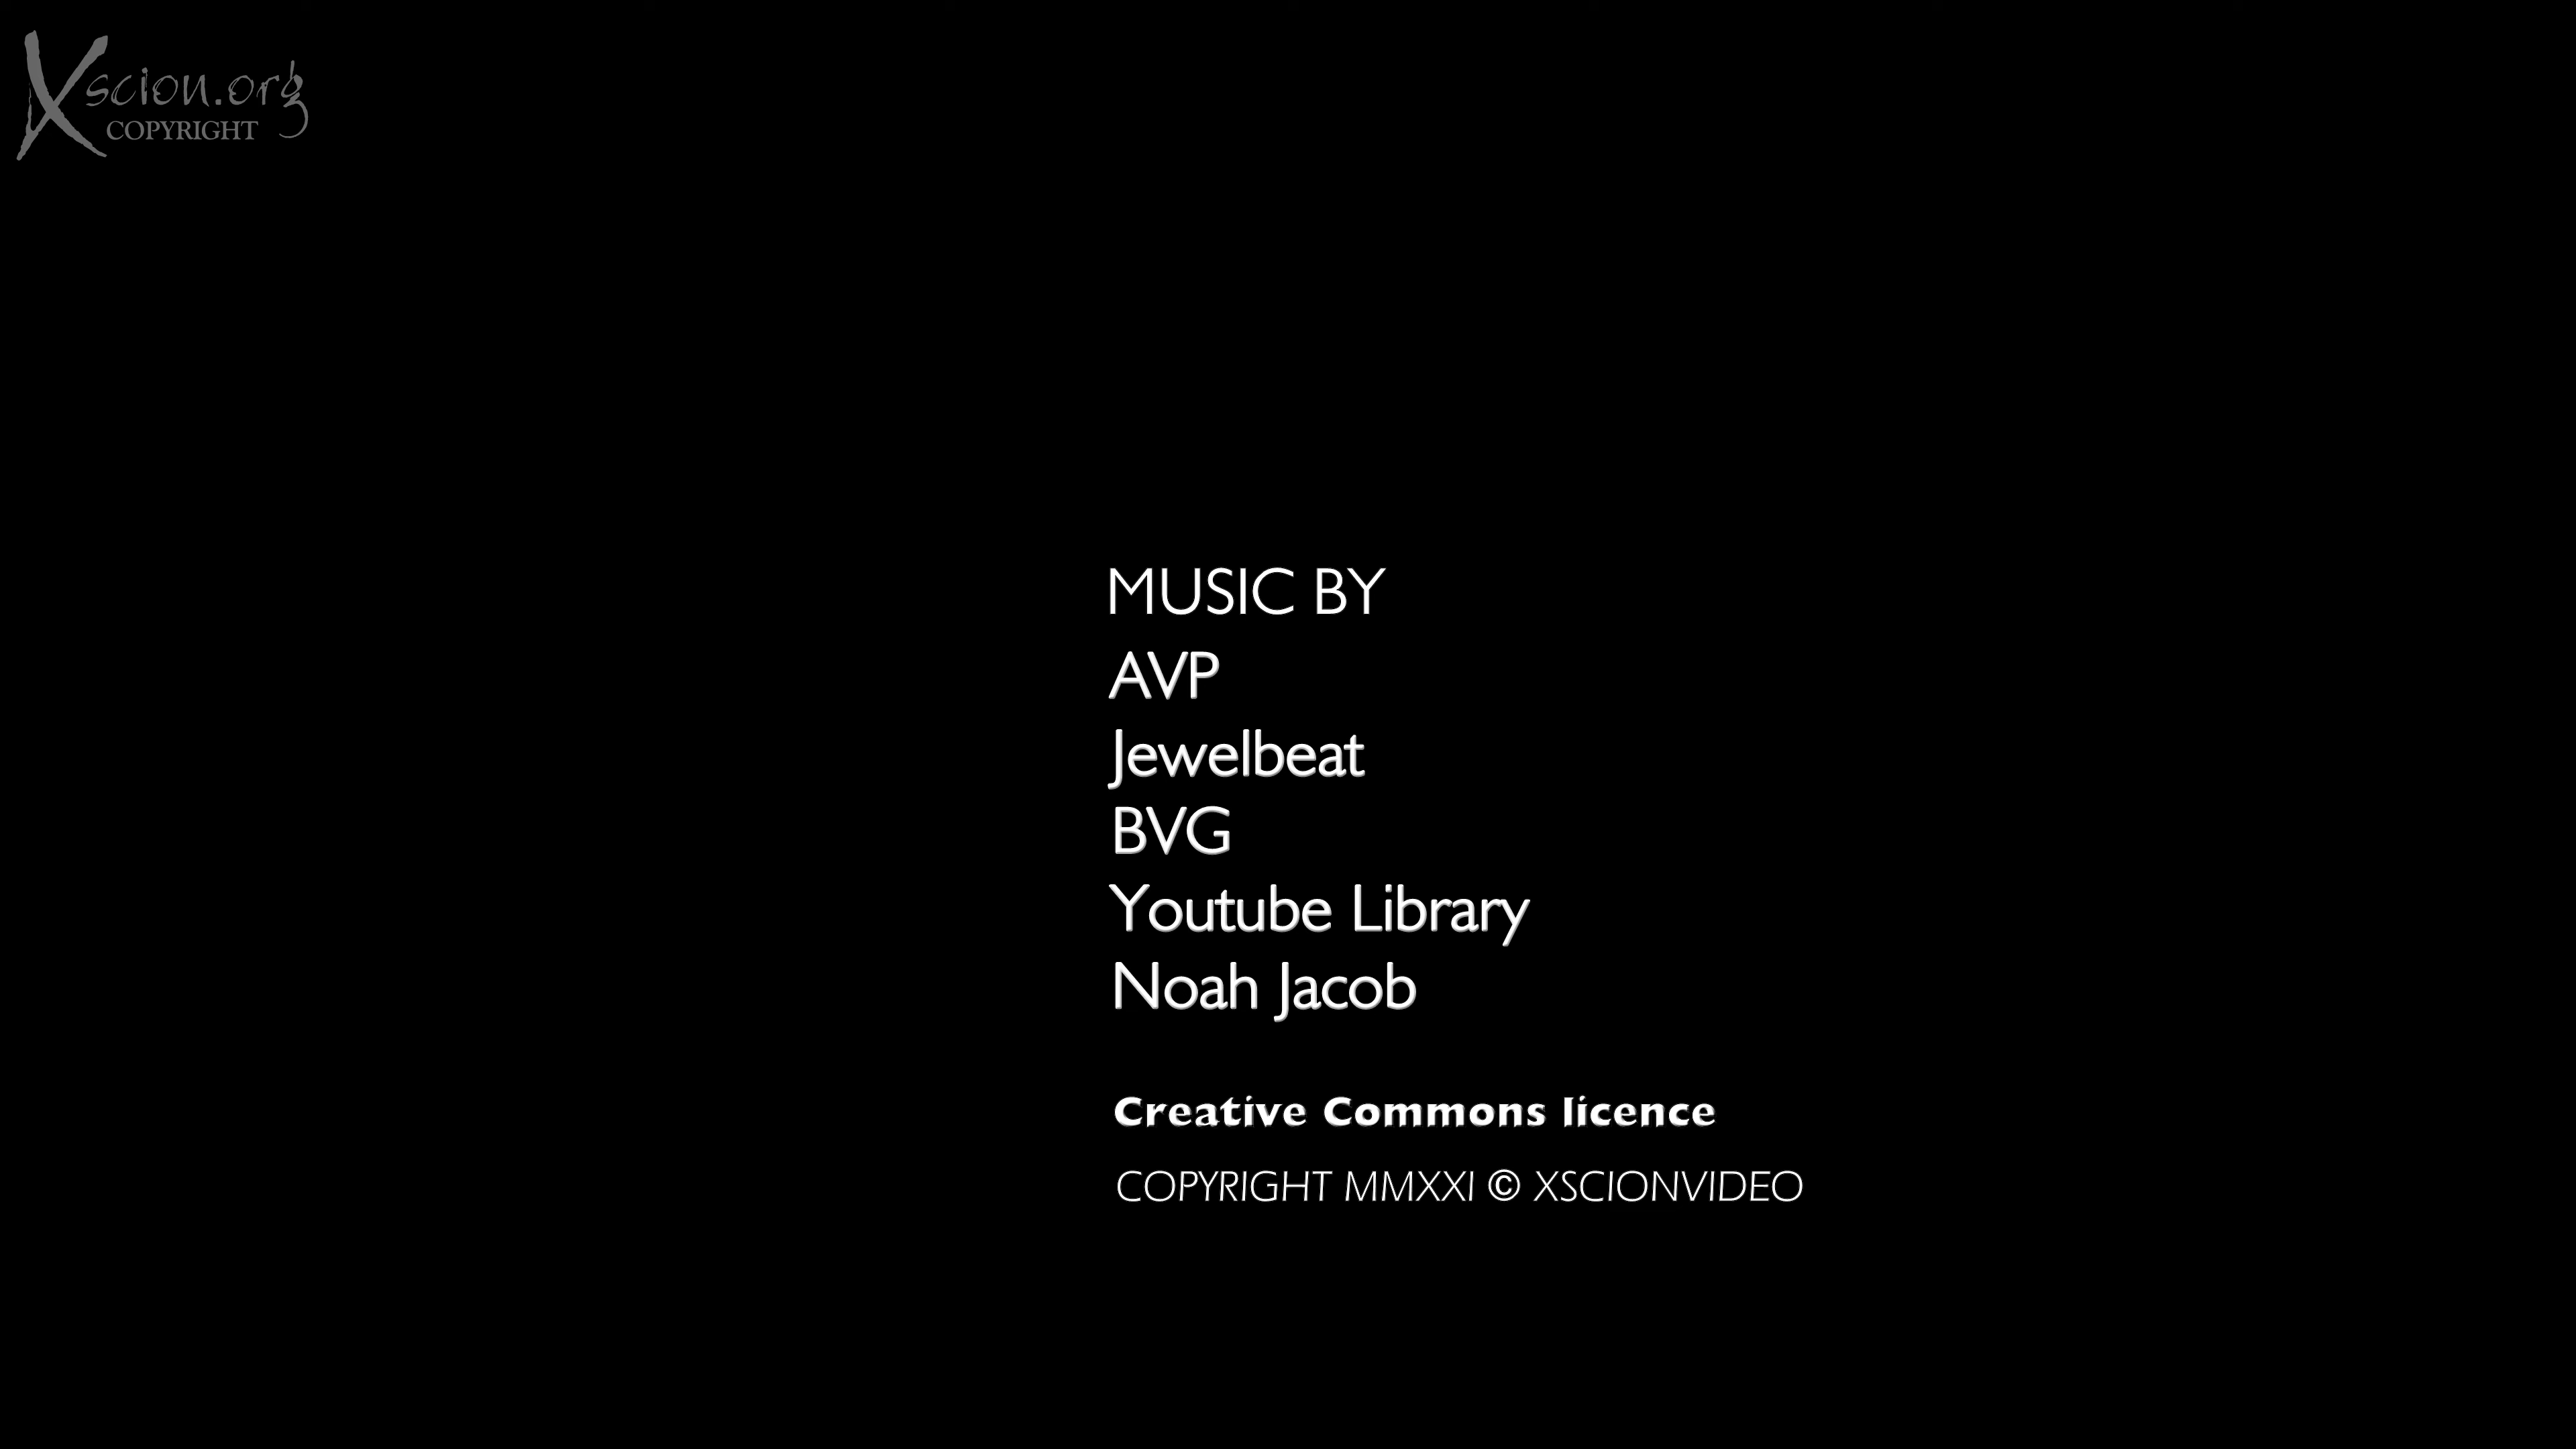 Xscion.org
COPYRIGHT
MUSIC BY
AVP
Jewelbeat
BVG
Youtube Library
Noah Jacob
Creative Commons licence
COPYRIGHT MMXXI © XSCIONVIDEO